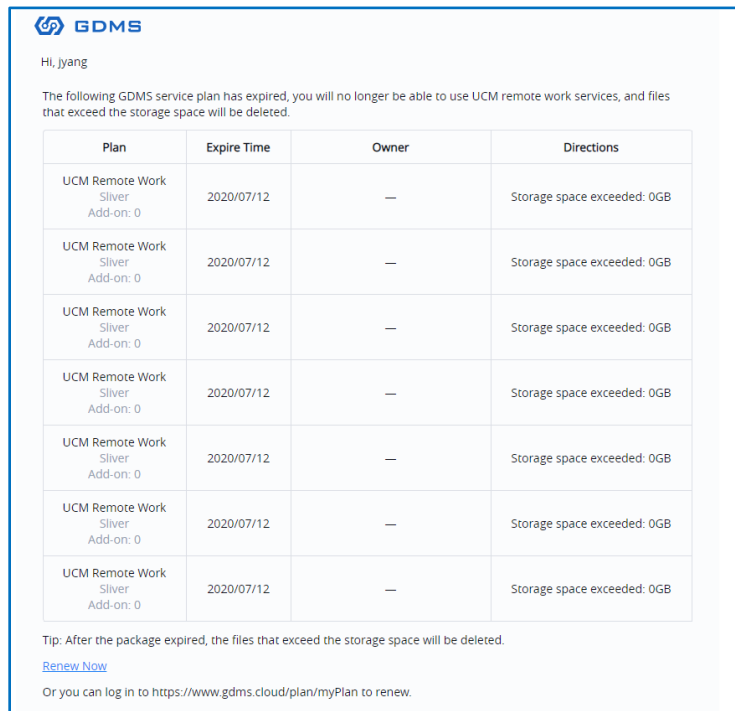 GDMS
Hi, jyang
The following GDMS service plan has expired, you will no longer be able to use UCM remote work services, and files
that exceed the storage space will be deleted.
Plan Expire Time Owner Directions
UCM Remote Work
Sliver
Add-on: 0
2020/07/12 — Storage space exceeded: 0GB
UCM Remote Work
Sliver
Add-on: 0
2020/07/12 — Storage space exceeded: 0GB
UCM Remote Work
Sliver
Add-on: 0
2020/07/12 — Storage space exceeded: 0GB
UCM Remote Work
Sliver
Add-on: 0
2020/07/12 — Storage space exceeded: 0GB
UCM Remote Work
Sliver
Add-on: 0
2020/07/12 — Storage space exceeded: 0GB
UCM Remote Work
Sliver
Add-on: 0
2020/07/12 — Storage space exceeded: 0GB
UCM Remote Work
Sliver
Add-on: 0
2020/07/12 — Storage space exceeded: 0GB
Tip: After the package expired, the files that exceed the storage space will be deleted.
Renew Now
Or you can log in to https://www.gdms.cloud/plan/myPlan to renew.